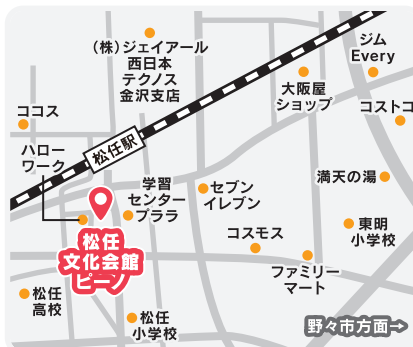 (株)ジェイアール
西日本
テクノス
金沢支店
ジム
Every
大阪屋
ショップ
コストコ
ココス
松任駅
ハロー
ワーク
学習
センター
プララ
セブン
イレブン
満天の湯
松任
文化会館
ピーノ
コスモス
東明
小学校
ファミリー
マート
松任
高校
松任
小学校
野々市方面→